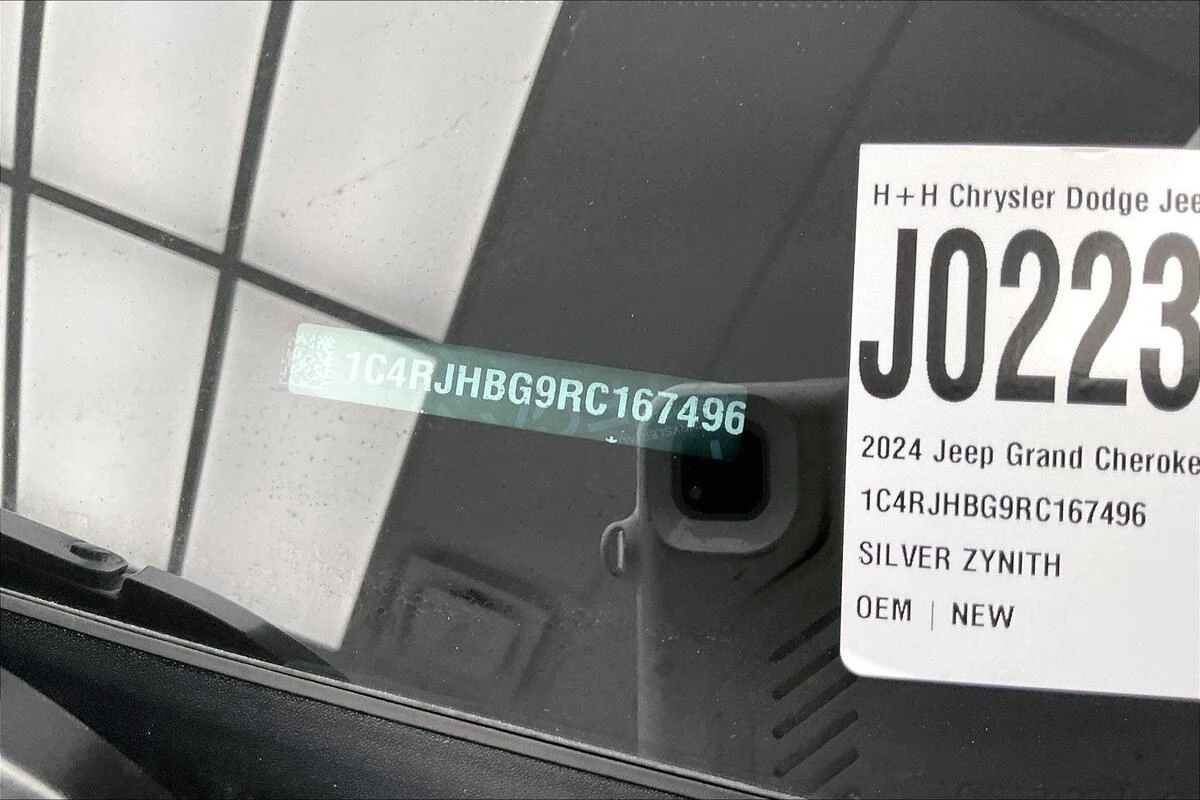 1C4RJHBG9RC167496
H+H Chrysler Dodge Jee
J0223
2024 Jeep Grand Cheroke
1C4RJHBG9RC167496
SILVER ZYNITH
OEM | NEW